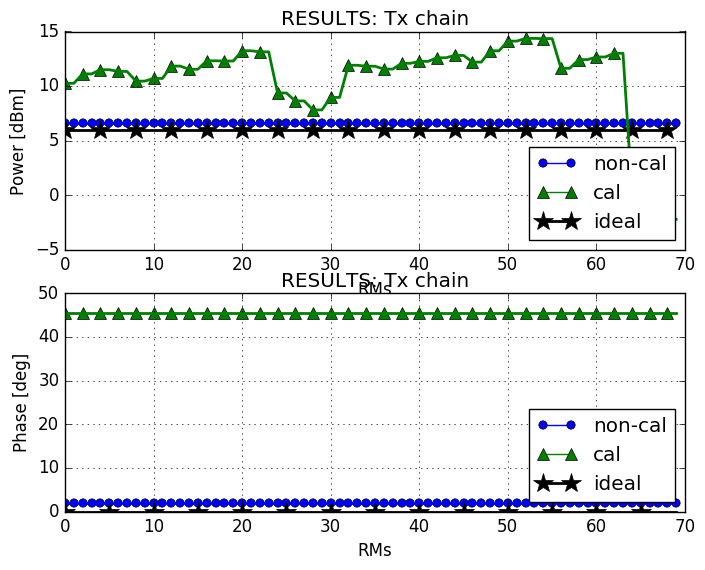 RESULTS: Tx chain
15
10
5
0
−5
Power [dBm]
non-cal
cal
ideal
0 10 20 30 40 50 60 70
RMs
RESULTS: Tx chain
50
40
30
20
10
0
Phase [deg]
non-cal
cal
ideal
0 10 20 30 40 50 60 70
RMs